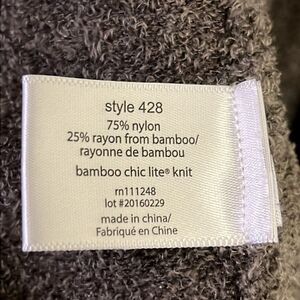 style 428
75% nylon
25% rayon from bamboo/
rayonne de bambou
bamboo chic lite® knit
rn111248
lot #20160229
made in china/
Fabriqué en Chine